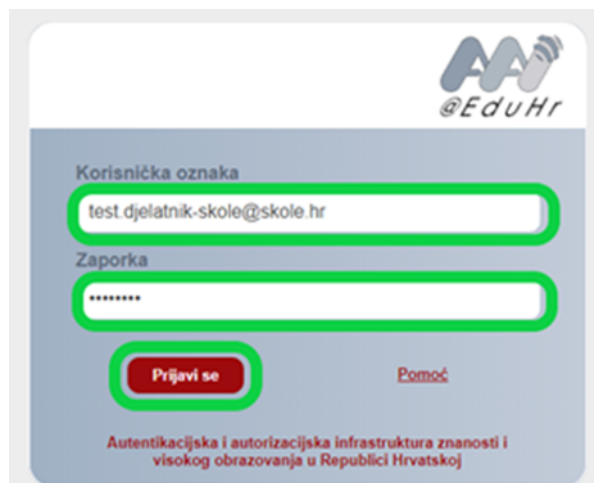 AAI
@EduHr
Korisnička oznaka
test.djelatnik-skole@skole.hr
Zaporka
••••••••
Prijavi se
Pomoć
Autentikacijska i autorizacijska infrastruktura znanosti i
visokog obrazovanja u Republici Hrvatskoj